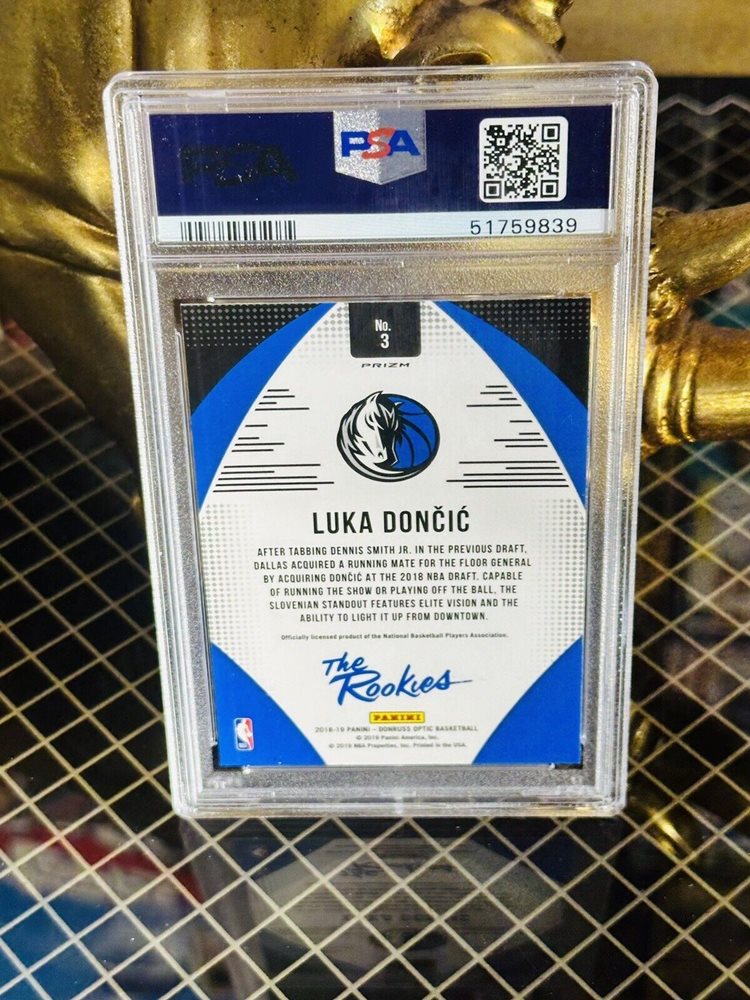 PSA
PSA
51759839
No.
3
PRIZM
LUKA DONČIĆ
AFTER TABBING DENNIS SMITH JR. IN THE PREVIOUS DRAFT,
DALLAS ACQUIRED A RUNNING MATE FOR THE FLOOR GENERAL
BY ACQUIRING DONČIĆ AT THE 2018 NBA DRAFT. CAPABLE
OF RUNNING THE SHOW OR PLAYING OFF THE BALL, THE
SLOVENIAN STANDOUT FEATURES ELITE VISION AND THE
ABILITY TO LIGHT IT UP FROM DOWNTOWN.
Officially licensed product of the National Basketball Players Association.
The
Rookies
PANINI
2018-19 PANINI – DONRUSS OPTIC BASKETBALL
© 2019 Panini America, Inc.
© 2019 NBA Properties, Inc. Printed in the USA.